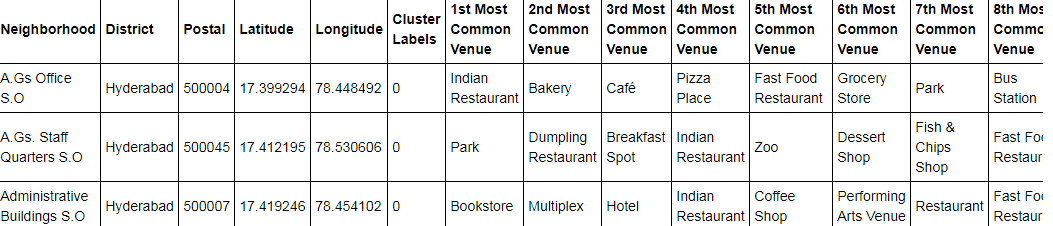 Neighborhood District Postal Latitude Longitude Cluster Labels 1st Most Common Venue 2nd Most Common Venue 3rd Most Common Venue 4th Most Common Venue 5th Most Common Venue 6th Most Common Venue 7th Most Common Venue 8th Most Venue
A.Gs Office S.O Hyderabad 500004 17.399294 78.448492 0 Indian Restaurant Bakery Café Pizza Place Fast Food Restaurant Grocery Store Park Bus Station
A.Gs. Staff Quarters S.O Hyderabad 500045 17.412195 78.530606 0 Park Dumpling Restaurant Breakfast Spot Indian Restaurant Zoo Dessert Shop Fish & Chips Shop Fast
Administrative Buildings S.O Hyderabad 500007 17.419246 78.454102 0 Bookstore Multiplex Hotel Indian Restaurant Coffee Shop Performing Arts Venue Restaurant Fast